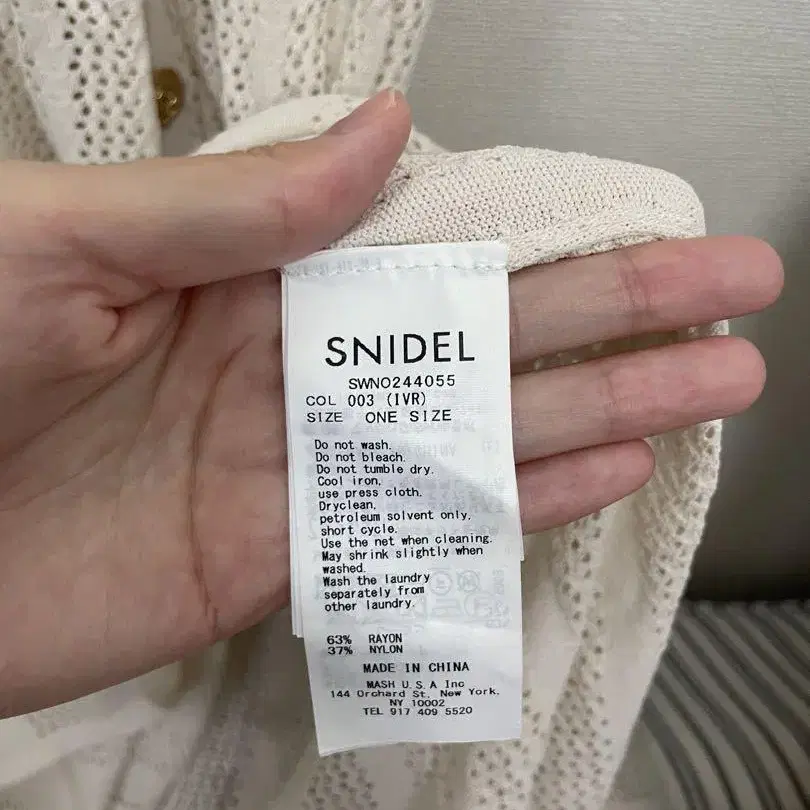 SNIDEL
SWNO244055
COL 003 (IVR)
SIZE ONE SIZE
Do not wash.
Do not bleach.
Do not tumble dry.
Cool iron,
use press cloth.
Dryclean,
petroleum solvent only,
short cycle.
Use the net when cleaning.
May shrink slightly when
washed.
Wash the laundry
separately from
other laundry.
63% RAYON
37% NYLON
MADE IN CHINA
MASH U.S.A Inc
144 Orchard St, New York,
NY 10002
TEL 917 409 5520